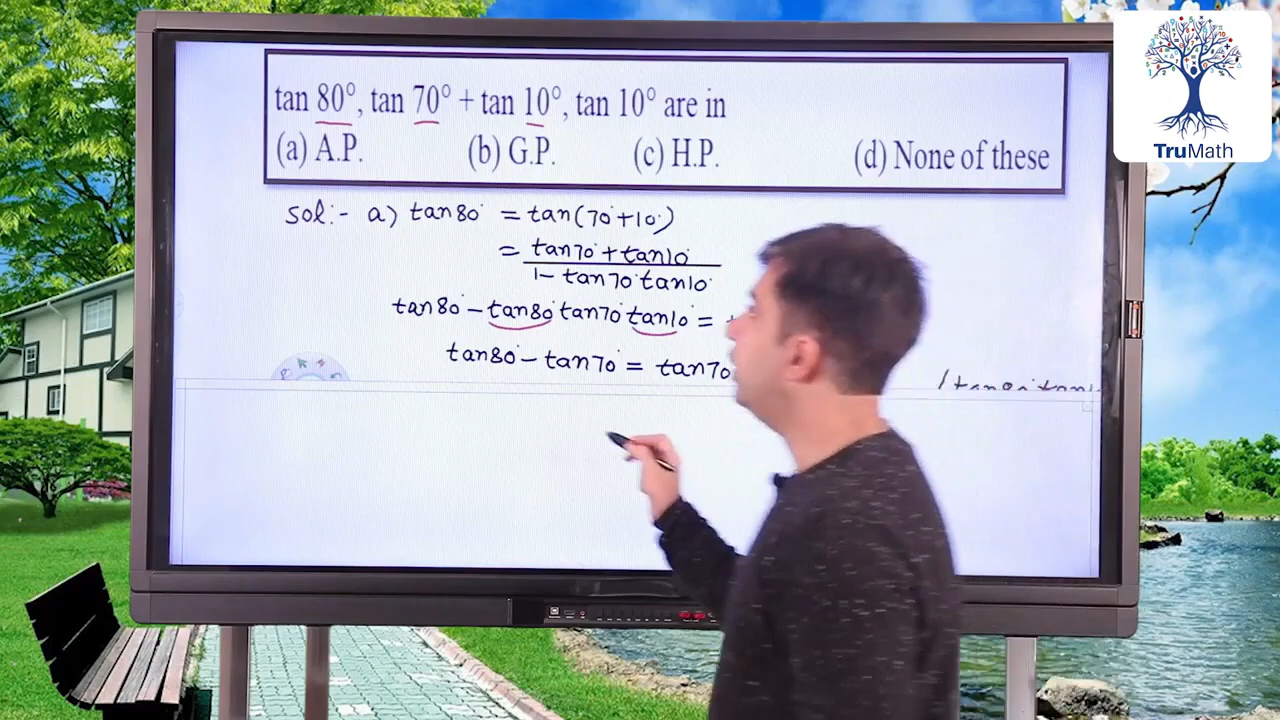 TruMath
tan 80°, tan 70° + tan 10°, tan 10° are in
(a) A.P. (b) G.P. (c) H.P. (d) None of these
Sol:- a) tan80° = tan(70°+10°)
= tan70° + tan10°
1- tan70° tan10°
tan80° - tan80° tan70° tan10° =
tan80° - tan70° = tan70